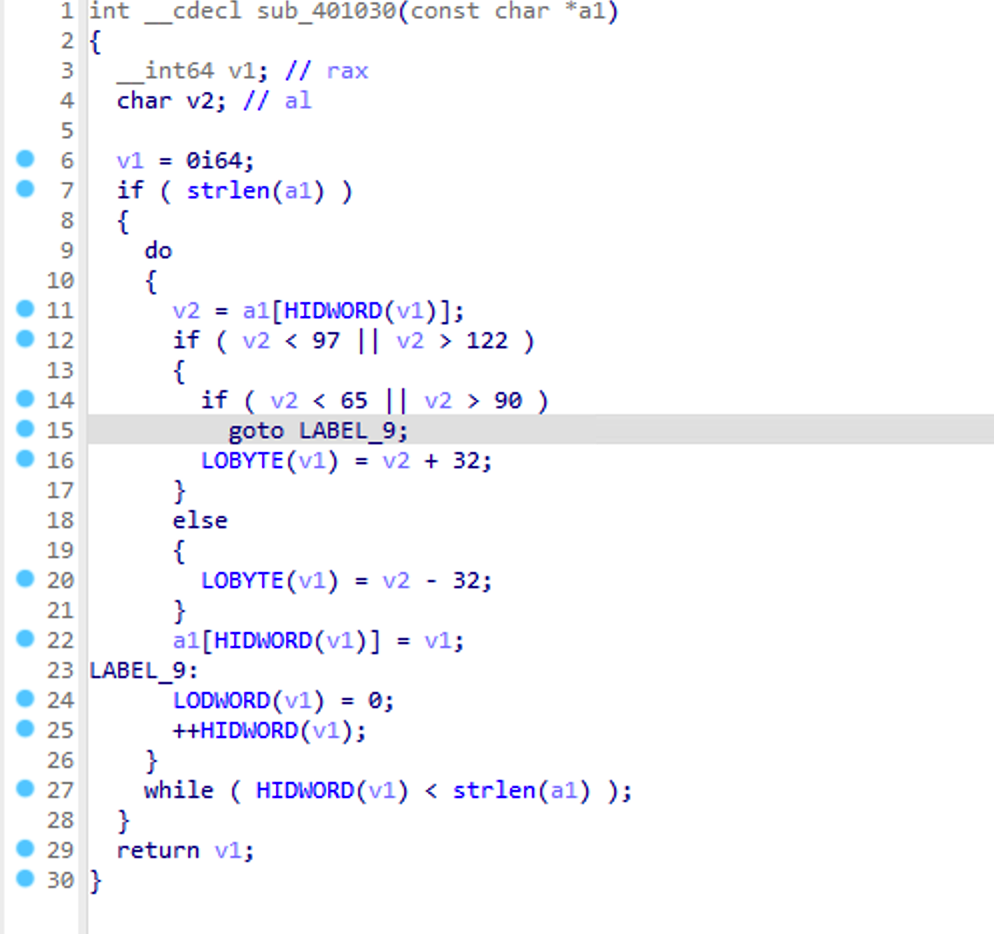 1 int __cdecl sub_401030(const char *a1)
2 {
3   __int64 v1; // rax
4   char v2; // al
5
6   v1 = 0i64;
7   if ( strlen(a1) )
8   {
9     do
10     {
11       v2 = a1[HIDWORD(v1)];
12       if ( v2 < 97 || v2 > 122 )
13       {
14         if ( v2 < 65 || v2 > 90 )
15           goto LABEL_9;
16         LOBYTE(v1) = v2 + 32;
17       }
18       else
19       {
20         LOBYTE(v1) = v2 - 32;
21       }
22       a1[HIDWORD(v1)] = v1;
23 LABEL_9:
24       LODWORD(v1) = 0;
25       ++HIDWORD(v1);
26     }
27     while ( HIDWORD(v1) < strlen(a1) );
28   }
29   return v1;
30 }